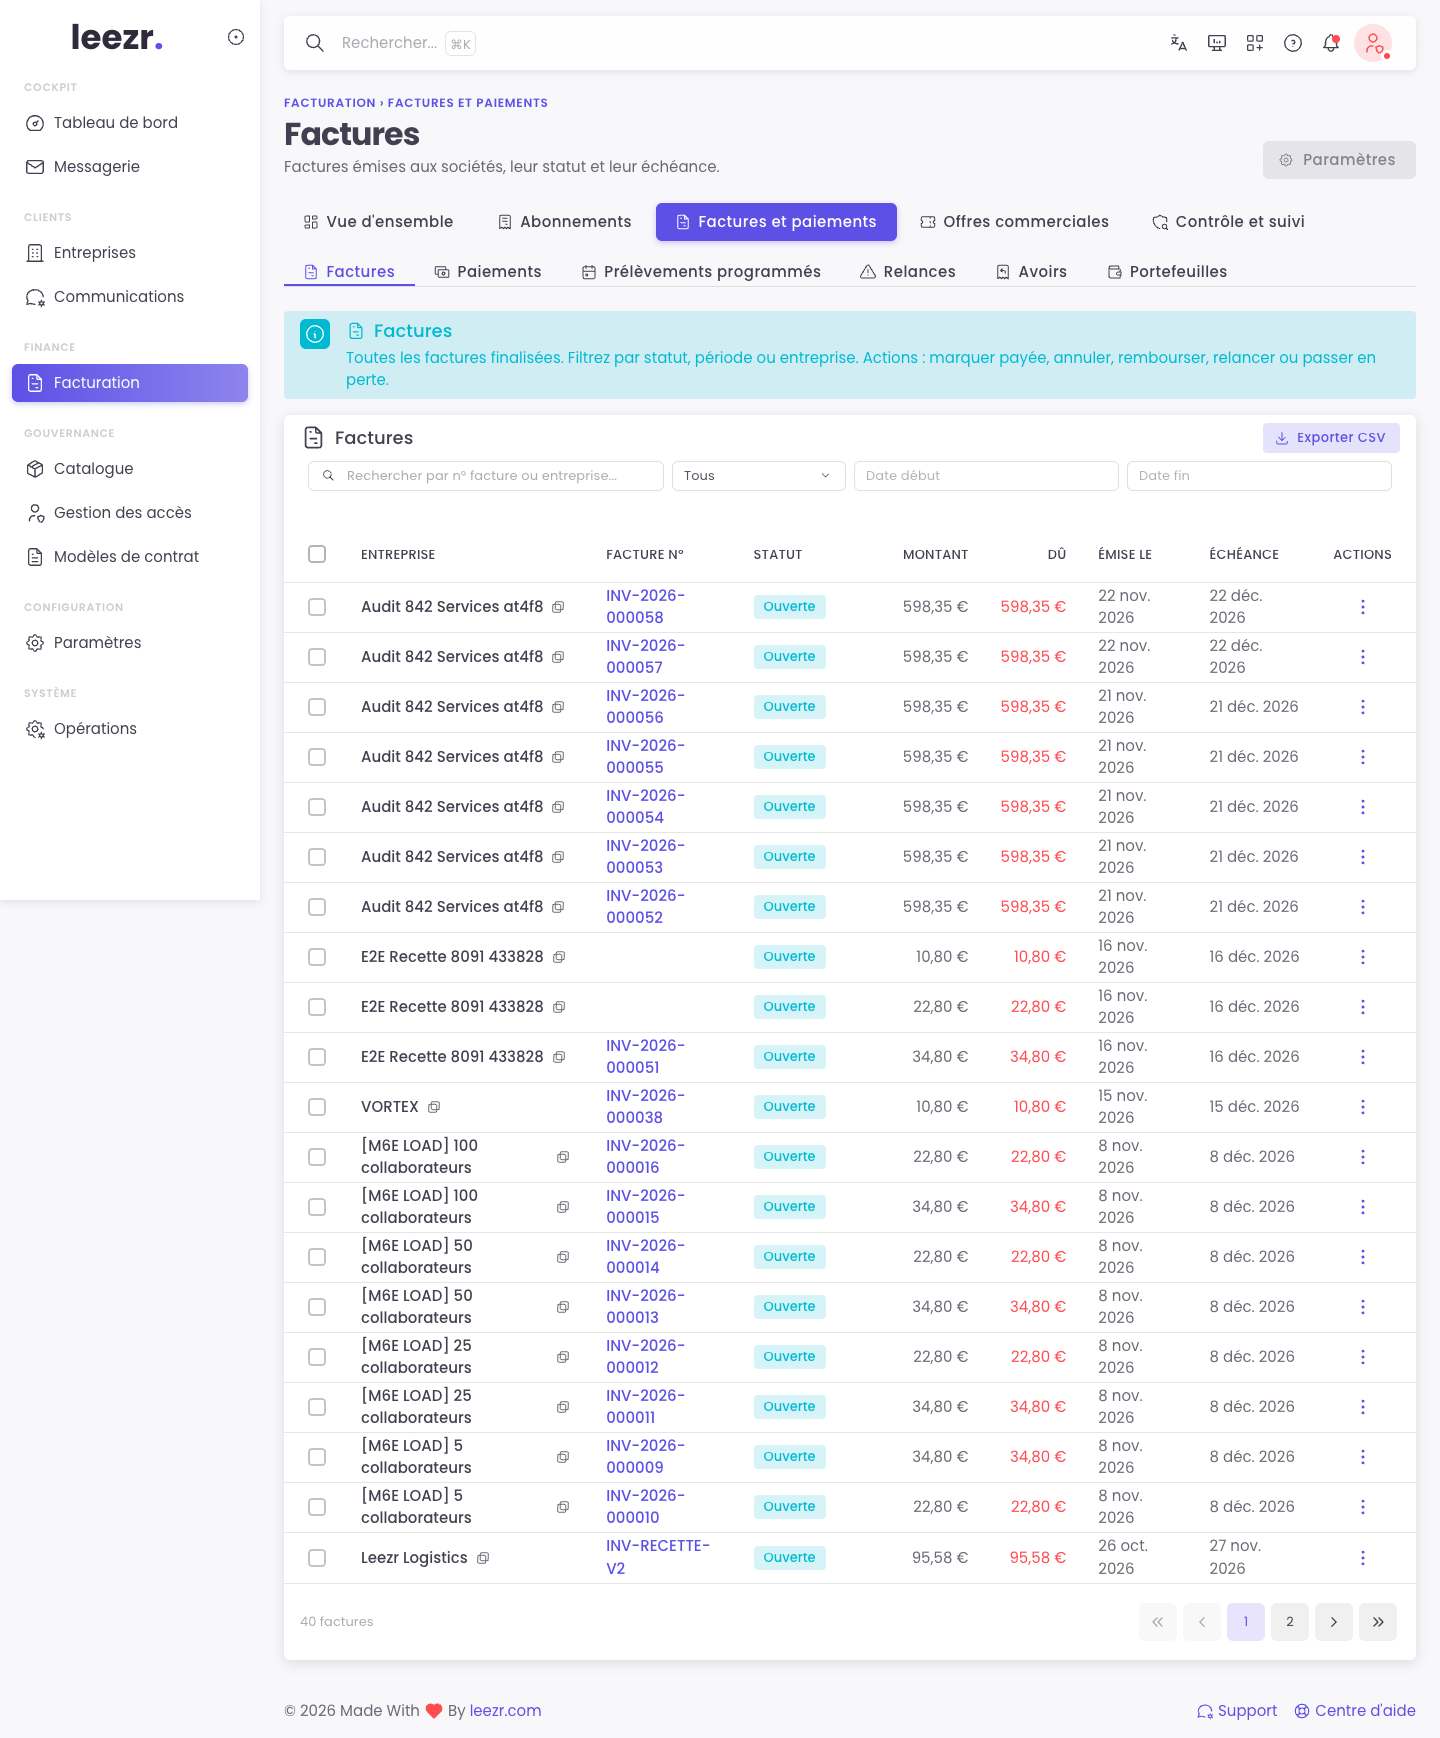 leezr.
COCKPIT
Tableau de bord
Messagerie
CLIENTS
Entreprises
Communications
FINANCE
Facturation
GOUVERNANCE
Catalogue
Gestion des accès
Modèles de contrat
CONFIGURATION
Paramètres
SYSTÈME
Opérations
Rechercher... ⌘K
FACTURATION › FACTURES ET PAIEMENTS
Factures
Factures émises aux sociétés, leur statut et leur échéance.
Paramètres
Vue d'ensemble Abonnements Factures et paiements Offres commerciales Contrôle et suivi
Factures Paiements Prélèvements programmés Relances Avoirs Portefeuilles
Factures
Toutes les factures finalisées. Filtrez par statut, période ou entreprise. Actions : marquer payée, annuler, rembourser, relancer ou passer en
perte.
Factures
Exporter CSV
Rechercher par n° facture ou entreprise... Tous Date début Date fin
ENTREPRISE FACTURE N° STATUT MONTANT DÛ ÉMISE LE ÉCHÉANCE ACTIONS
Audit 842 Services at4f8 INV-2026-000058 Ouverte 598,35 € 598,35 € 22 nov. 2026 22 déc. 2026
Audit 842 Services at4f8 INV-2026-000057 Ouverte 598,35 € 598,35 € 22 nov. 2026 22 déc. 2026
Audit 842 Services at4f8 INV-2026-000056 Ouverte 598,35 € 598,35 € 21 nov. 2026 21 déc. 2026
Audit 842 Services at4f8 INV-2026-000055 Ouverte 598,35 € 598,35 € 21 nov. 2026 21 déc. 2026
Audit 842 Services at4f8 INV-2026-000054 Ouverte 598,35 € 598,35 € 21 nov. 2026 21 déc. 2026
Audit 842 Services at4f8 INV-2026-000053 Ouverte 598,35 € 598,35 € 21 nov. 2026 21 déc. 2026
Audit 842 Services at4f8 INV-2026-000052 Ouverte 598,35 € 598,35 € 21 nov. 2026 21 déc. 2026
E2E Recette 8091 433828 Ouverte 10,80 € 10,80 € 16 nov. 2026 16 déc. 2026
E2E Recette 8091 433828 Ouverte 22,80 € 22,80 € 16 nov. 2026 16 déc. 2026
E2E Recette 8091 433828 INV-2026-000051 Ouverte 34,80 € 34,80 € 16 nov. 2026 16 déc. 2026
VORTEX INV-2026-000038 Ouverte 10,80 € 10,80 € 15 nov. 2026 15 déc. 2026
[M6E LOAD] 100 collaborateurs INV-2026-000016 Ouverte 22,80 € 22,80 € 8 nov. 2026 8 déc. 2026
[M6E LOAD] 100 collaborateurs INV-2026-000015 Ouverte 34,80 € 34,80 € 8 nov. 2026 8 déc. 2026
[M6E LOAD] 50 collaborateurs INV-2026-000014 Ouverte 22,80 € 22,80 € 8 nov. 2026 8 déc. 2026
[M6E LOAD] 50 collaborateurs INV-2026-000013 Ouverte 34,80 € 34,80 € 8 nov. 2026 8 déc. 2026
[M6E LOAD] 25 collaborateurs INV-2026-000012 Ouverte 22,80 € 22,80 € 8 nov. 2026 8 déc. 2026
[M6E LOAD] 25 collaborateurs INV-2026-000011 Ouverte 34,80 € 34,80 € 8 nov. 2026 8 déc. 2026
[M6E LOAD] 5 collaborateurs INV-2026-000009 Ouverte 34,80 € 34,80 € 8 nov. 2026 8 déc. 2026
[M6E LOAD] 5 collaborateurs INV-2026-000010 Ouverte 22,80 € 22,80 € 8 nov. 2026 8 déc. 2026
Leezr Logistics INV-RECETTE-V2 Ouverte 95,58 € 95,58 € 26 oct. 2026 27 nov. 2026
40 factures
1 2
© 2026 Made With By leezr.com
Support Centre d'aide